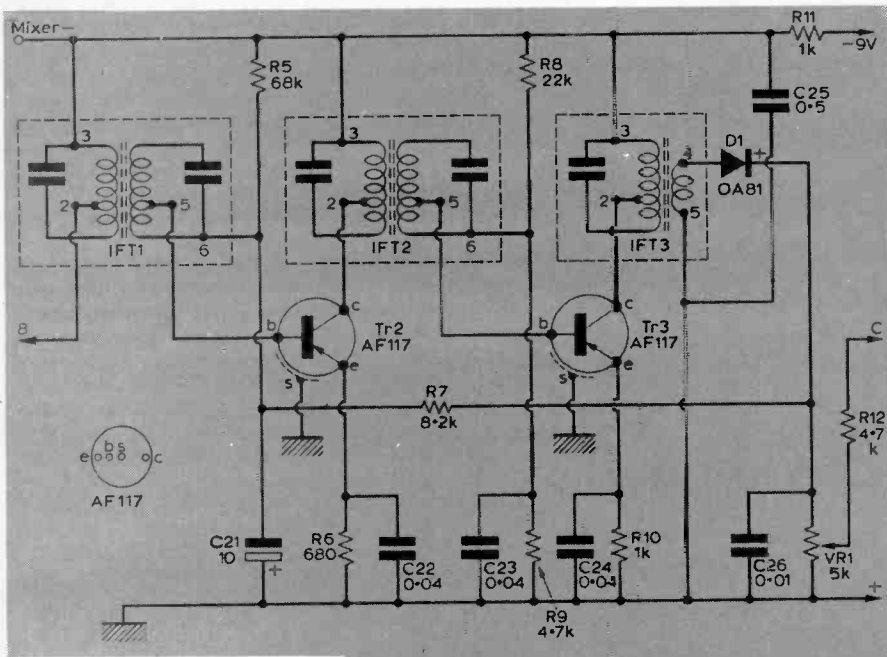 Mixer–
R11
1k
–9V
R5
68k
R8
22k
C25
0·5
3
3
3
4
D1
+
OA81
2
5
2
5
2
5
6
6
IFT1
IFT2
IFT3
B
b
c
Tr2
AF117
e
s
b
c
Tr3
AF117
e
s
C
R7
8·2k
R12
4·7
k
b s
e
c
AF117
C21
10
+
R6
680
C22
0·04
C23
0·04
C24
0·04
R10
1k
C26
0·01
VR1
5k
R9
4·7k
+